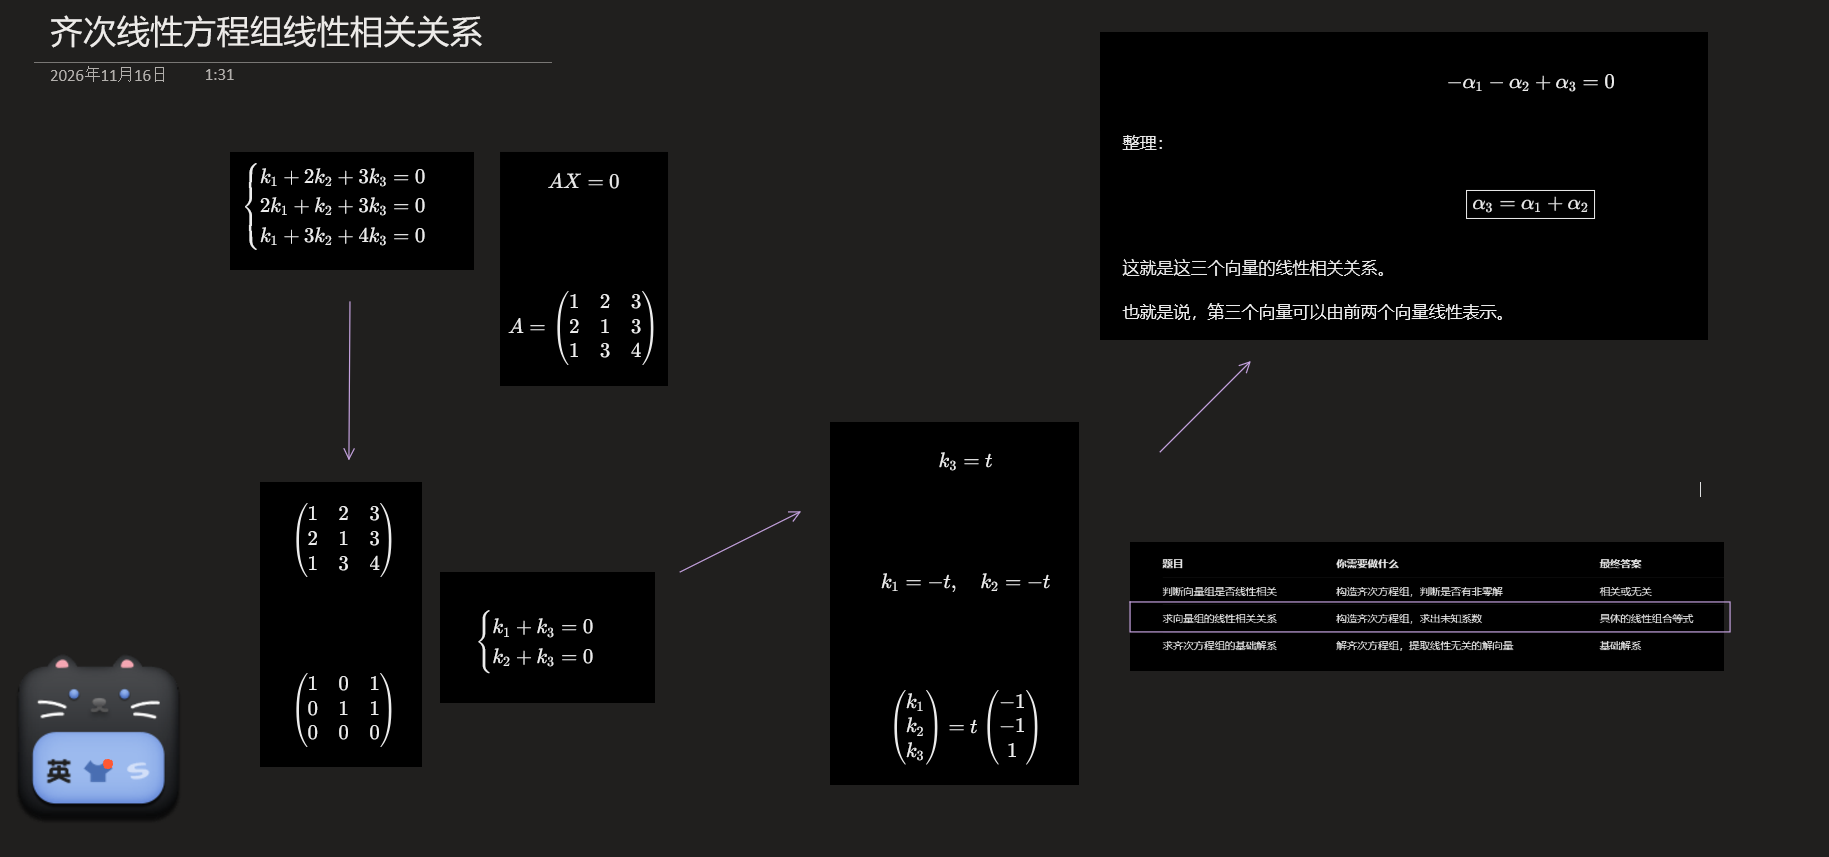 齐次线性方程组线性相关关系
2026年11月16日 1:31
k₁ + 2k₂ + 3k₃ = 0
2k₁ + k₂ + 3k₃ = 0
k₁ + 3k₂ + 4k₃ = 0
AX = 0
A = 
1 2 3
2 1 3
1 3 4
1 2 3
2 1 3
1 3 4
1 0 1
0 1 1
0 0 0
k₁ + k₃ = 0
k₂ + k₃ = 0
k₃ = t
k₁ = −t, k₂ = −t
k₁
k₂
k₃
= t
−1
−1
1
−α₁ − α₂ + α₃ = 0
整理：
α₃ = α₁ + α₂
这就是这三个向量的线性相关关系。
也就是说，第三个向量可以由前两个向量线性表示。
题目 你需要做什么 最终答案
判断向量组是否线性相关 构造齐次方程组，判断是否有非零解 相关或无关
求向量组的线性相关关系 构造齐次方程组，求出未知系数 具体的线性组合等式
求齐次方程组的基础解系 解齐次方程组，提取线性无关的解向量 基础解系
英